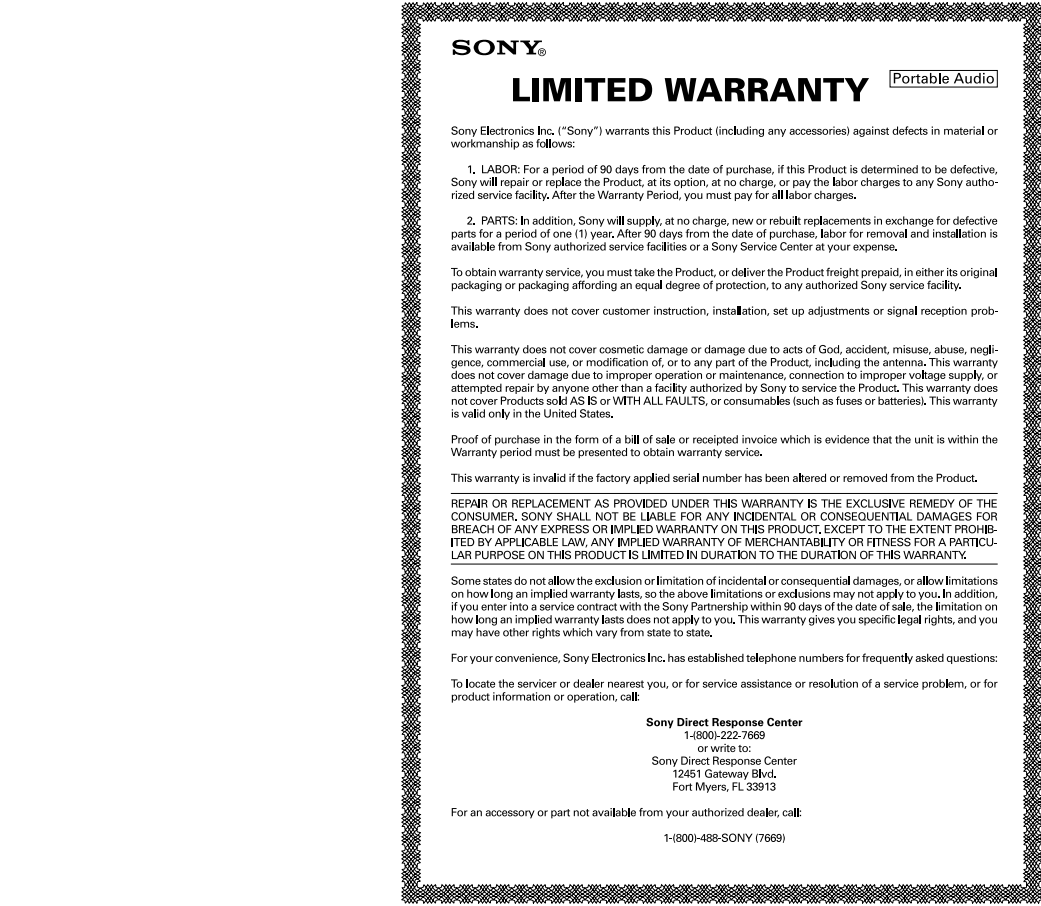 SONY®
LIMITED WARRANTY
Portable Audio
Sony Electronics Inc. (“Sony”) warrants this Product (including any accessories) against defects in material or
workmanship as follows:
1. LABOR: For a period of 90 days from the date of purchase, if this Product is determined to be defective,
Sony will repair or replace the Product, at its option, at no charge, or pay the labor charges to any Sony autho-
rized service facility. After the Warranty Period, you must pay for all labor charges.
2. PARTS: In addition, Sony will supply, at no charge, new or rebuilt replacements in exchange for defective
parts for a period of one (1) year. After 90 days from the date of purchase, labor for removal and installation is
available from Sony authorized service facilities or a Sony Service Center at your expense.
To obtain warranty service, you must take the Product, or deliver the Product freight prepaid, in either its original
packaging or packaging affording an equal degree of protection, to any authorized Sony service facility.
This warranty does not cover customer instruction, installation, set up adjustments or signal reception prob-
lems.
This warranty does not cover cosmetic damage or damage due to acts of God, accident, misuse, abuse, negli-
gence, commercial use, or modification of, or to any part of the Product, including the antenna. This warranty
does not cover damage due to improper operation or maintenance, connection to improper voltage supply, or
attempted repair by anyone other than a facility authorized by Sony to service the Product. This warranty does
not cover Products sold AS IS or WITH ALL FAULTS, or consumables (such as fuses or batteries). This warranty
is valid only in the United States.
Proof of purchase in the form of a bill of sale or receipted invoice which is evidence that the unit is within the
Warranty period must be presented to obtain warranty service.
This warranty is invalid if the factory applied serial number has been altered or removed from the Product.
REPAIR OR REPLACEMENT AS PROVIDED UNDER THIS WARRANTY IS THE EXCLUSIVE REMEDY OF THE
CONSUMER. SONY SHALL NOT BE LIABLE FOR ANY INCIDENTAL OR CONSEQUENTIAL DAMAGES FOR
BREACH OF ANY EXPRESS OR IMPLIED WARRANTY ON THIS PRODUCT, EXCEPT TO THE EXTENT PROHIB-
ITED BY APPLICABLE LAW, ANY IMPLIED WARRANTY OF MERCHANTABILITY OR FITNESS FOR A PARTICU-
LAR PURPOSE ON THIS PRODUCT IS LIMITED IN DURATION TO THE DURATION OF THIS WARRANTY.
Some states do not allow the exclusion or limitation of incidental or consequential damages, or allow limitations
on how long an implied warranty lasts, so the above limitations or exclusions may not apply to you. In addition,
if you enter into a service contract with the Sony Partnership within 90 days of the date of sale, the limitation on
how long an implied warranty lasts does not apply to you. This warranty gives you specific legal rights, and you
may have other rights which vary from state to state.
For your convenience, Sony Electronics Inc. has established telephone numbers for frequently asked questions:
To locate the servicer or dealer nearest you, or for service assistance or resolution of a service problem, or for
product information or operation, call:
Sony Direct Response Center
1-(800)-222-7669
or write to:
Sony Direct Response Center
12451 Gateway Blvd.
Fort Myers, FL 33913
For an accessory or part not available from your authorized dealer, call:
1-(800)-488-SONY (7669)